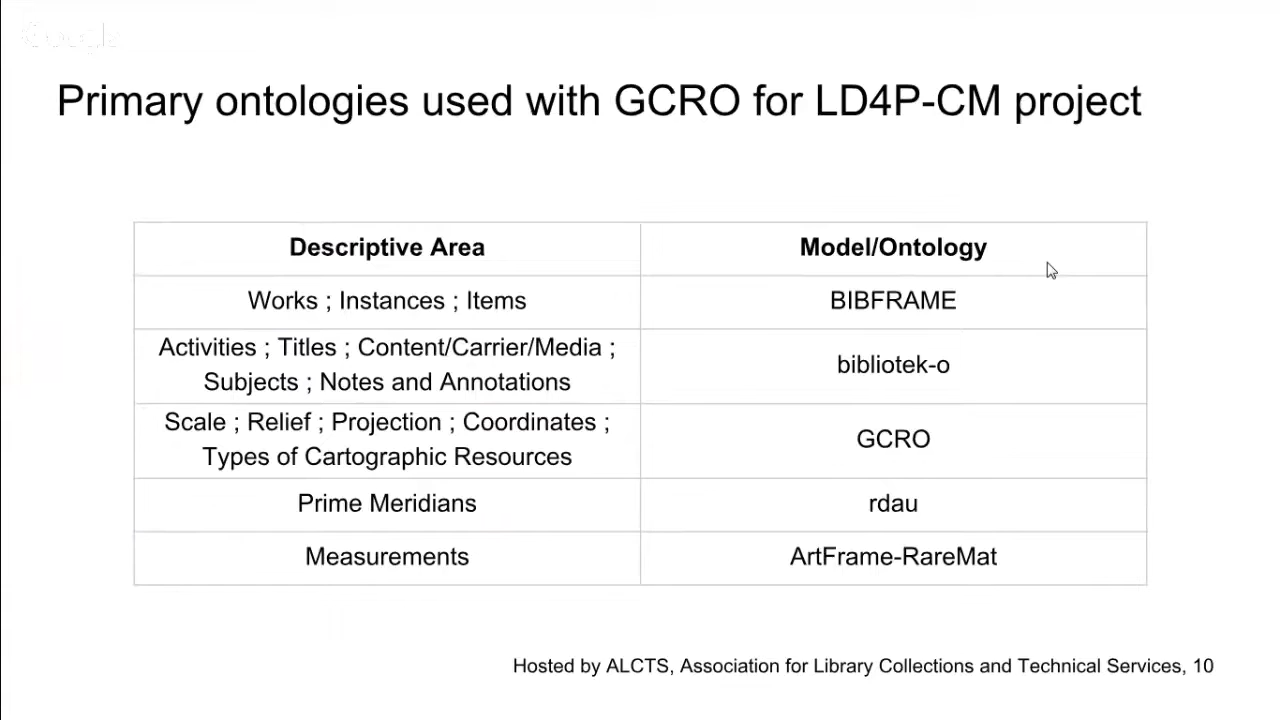 Google
Primary ontologies used with GCRO for LD4P-CM project
Descriptive Area
Model/Ontology
Works ; Instances ; Items
BIBFRAME
Activities ; Titles ; Content/Carrier/Media ;
Subjects ; Notes and Annotations
bibliotek-o
Scale ; Relief ; Projection ; Coordinates ;
Types of Cartographic Resources
GCRO
Prime Meridians
rdau
Measurements
ArtFrame-RareMat
Hosted by ALCTS, Association for Library Collections and Technical Services, 10